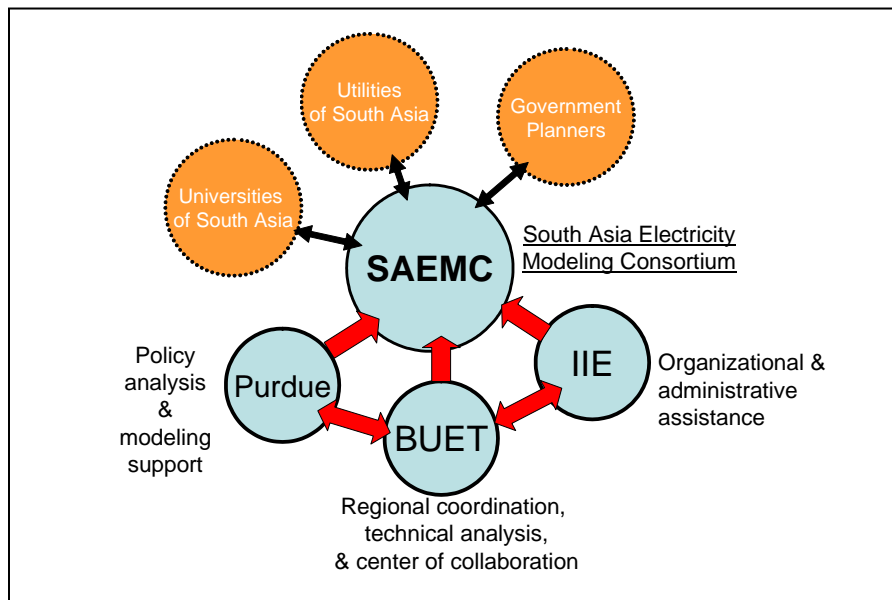 Utilities
of South Asia
Government
Planners
Universities
of South Asia
SAEMC
South Asia Electricity
Modeling Consortium
Policy
analysis
&
modeling
support
Purdue
IIE
Organizational &
administrative
assistance
BUET
Regional coordination,
technical analysis,
& center of collaboration